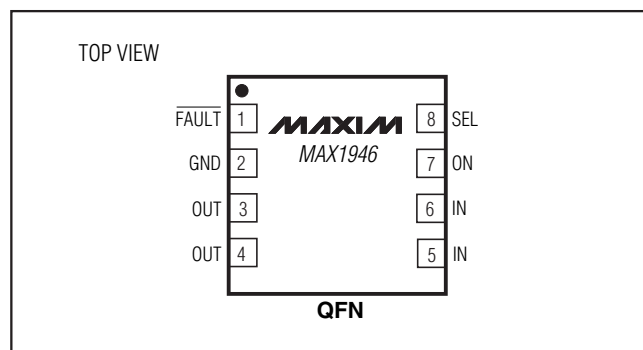 TOP VIEW
FAULT 1 MAXIM 8 SEL
GND 2 MAX1946 7 ON
OUT 3 6 IN
OUT 4 5 IN
QFN